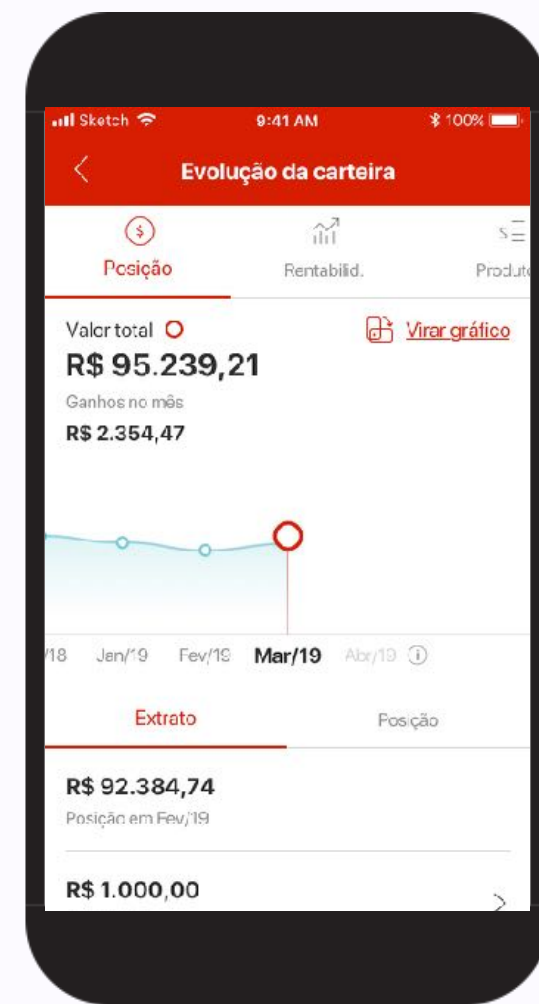 Sketch 9:41 AM 100%
Evolução da carteira
Posição Rentabilid. Produto
Valor total Virar gráfico
R$ 95.239,21
Ganhos no mês
R$ 2.354,47
/18 Jan/19 Fev/19 Mar/19 Abr/19
Extrato Posição
R$ 92.384,74
Posição em Fev/19
R$ 1.000,00